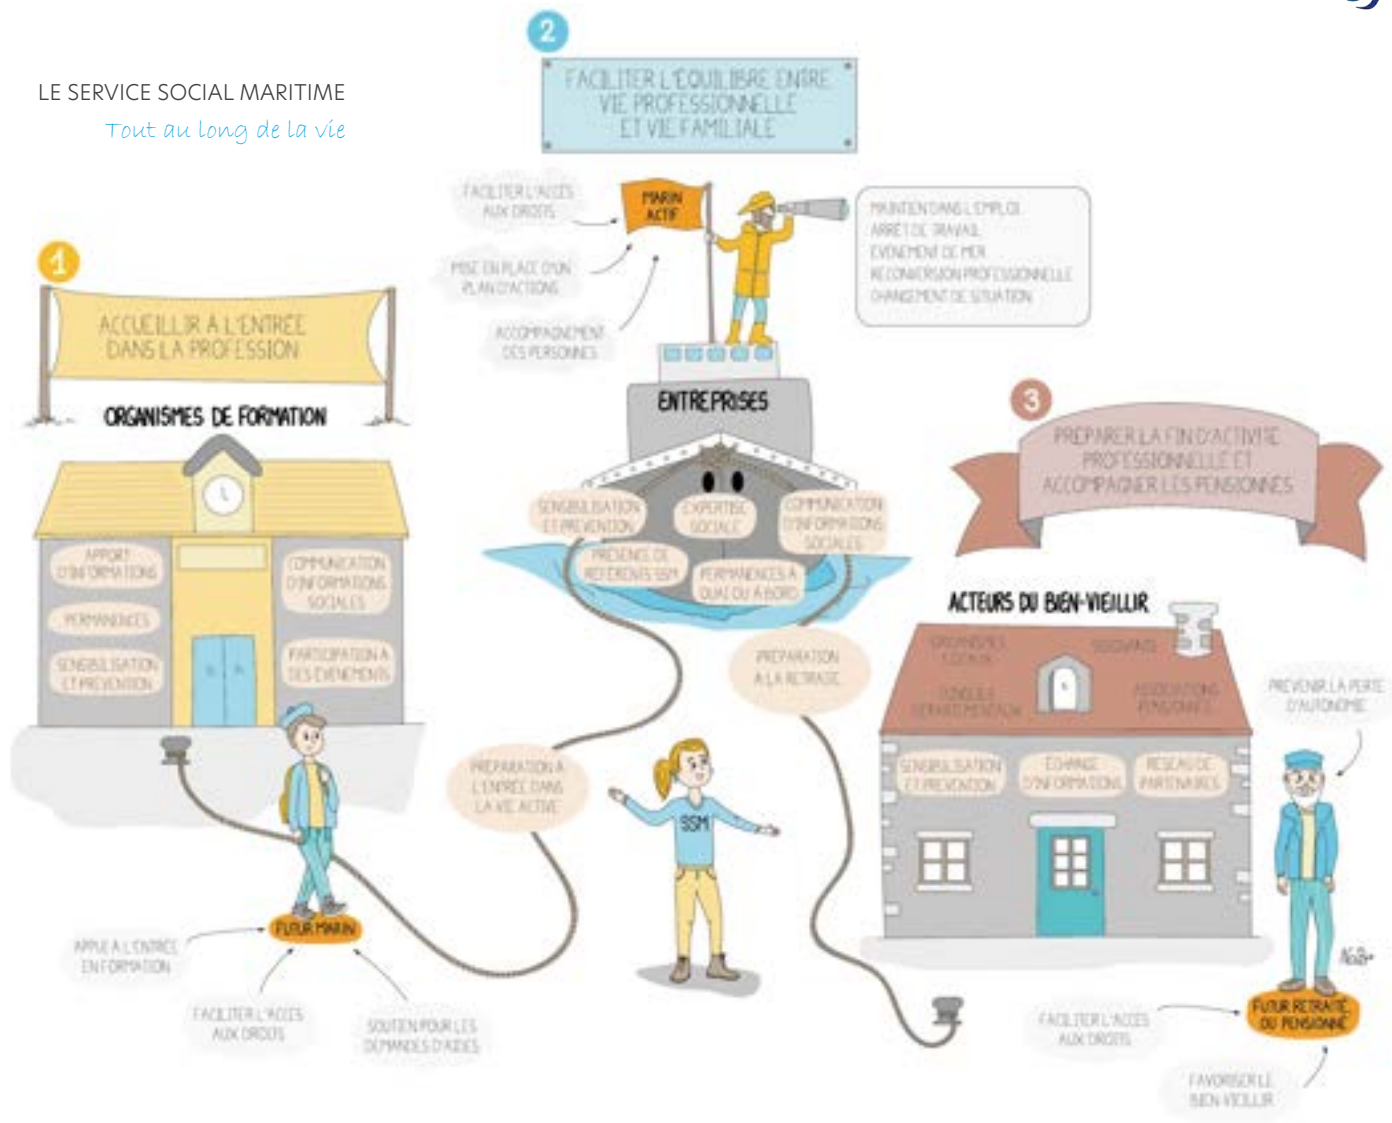 LE SERVICE SOCIAL MARITIME
Tout au long de la vie
1
ACCUEILLIR À L'ENTRÉE
DANS LA PROFESSION
ORGANISMES DE FORMATION
APPORT
D'INFORMATIONS
PERMANENCES
SENSIBILISATION
ET PRÉVENTION
COMMUNICATION
D'INFORMATIONS
SOCIALES
PARTICIPATION À
DES ÉVÉNEMENTS
FUTUR MARIN
APPUI À L'ENTRÉE
EN FORMATION
FACILITER L'ACCÈS
AUX DROITS
SOUTIEN POUR LES
DEMANDES D'AIDES
PRÉPARATION À
L'ENTRÉE DANS
LA VIE ACTIVE
2
FACILITER L'ÉQUILIBRE ENTRE
VIE PROFESSIONNELLE
ET VIE FAMILIALE
FACILITER L'ACCÈS
AUX DROITS
MISE EN PLACE D'UN
PLAN D'ACTIONS
ACCOMPAGNEMENT
DES PERSONNES
MARIN
ACTIF
MAINTIEN DANS L'EMPLOI
ARRÊT DE TRAVAIL
ÉVÉNEMENT DE MER
RECONVERSION PROFESSIONNELLE
CHANGEMENT DE SITUATION
ENTREPRISES
SENSIBILISATION
ET PRÉVENTION
EXPERTISE
SOCIALE
COMMUNICATION
D'INFORMATIONS
SOCIALES
PRÉSENCE DE
RÉFÉRENTS SSM
PERMANENCES À
QUAI OU À BORD
PRÉPARATION
À LA RETRAITE
SSM
3
PRÉPARER LA FIN D'ACTIVITÉ
PROFESSIONNELLE ET
ACCOMPAGNER LES PENSIONNÉS
ACTEURS DU BIEN-VIEILLIR
ORGANISMES
CONSEILS
DÉPARTEMENTAUX
ASSOCIATIONS
PENSIONNÉS
SENSIBILISATION
ET PRÉVENTION
ÉCHANGE
D'INFORMATIONS
RÉSEAU DE
PARTENAIRES
PRÉVENIR LA PERTE
D'AUTONOMIE
FUTUR RETRAITÉ
OU PENSIONNÉ
FACILITER L'ACCÈS
AUX DROITS
FAVORISER LE
BIEN-VIEILLIR